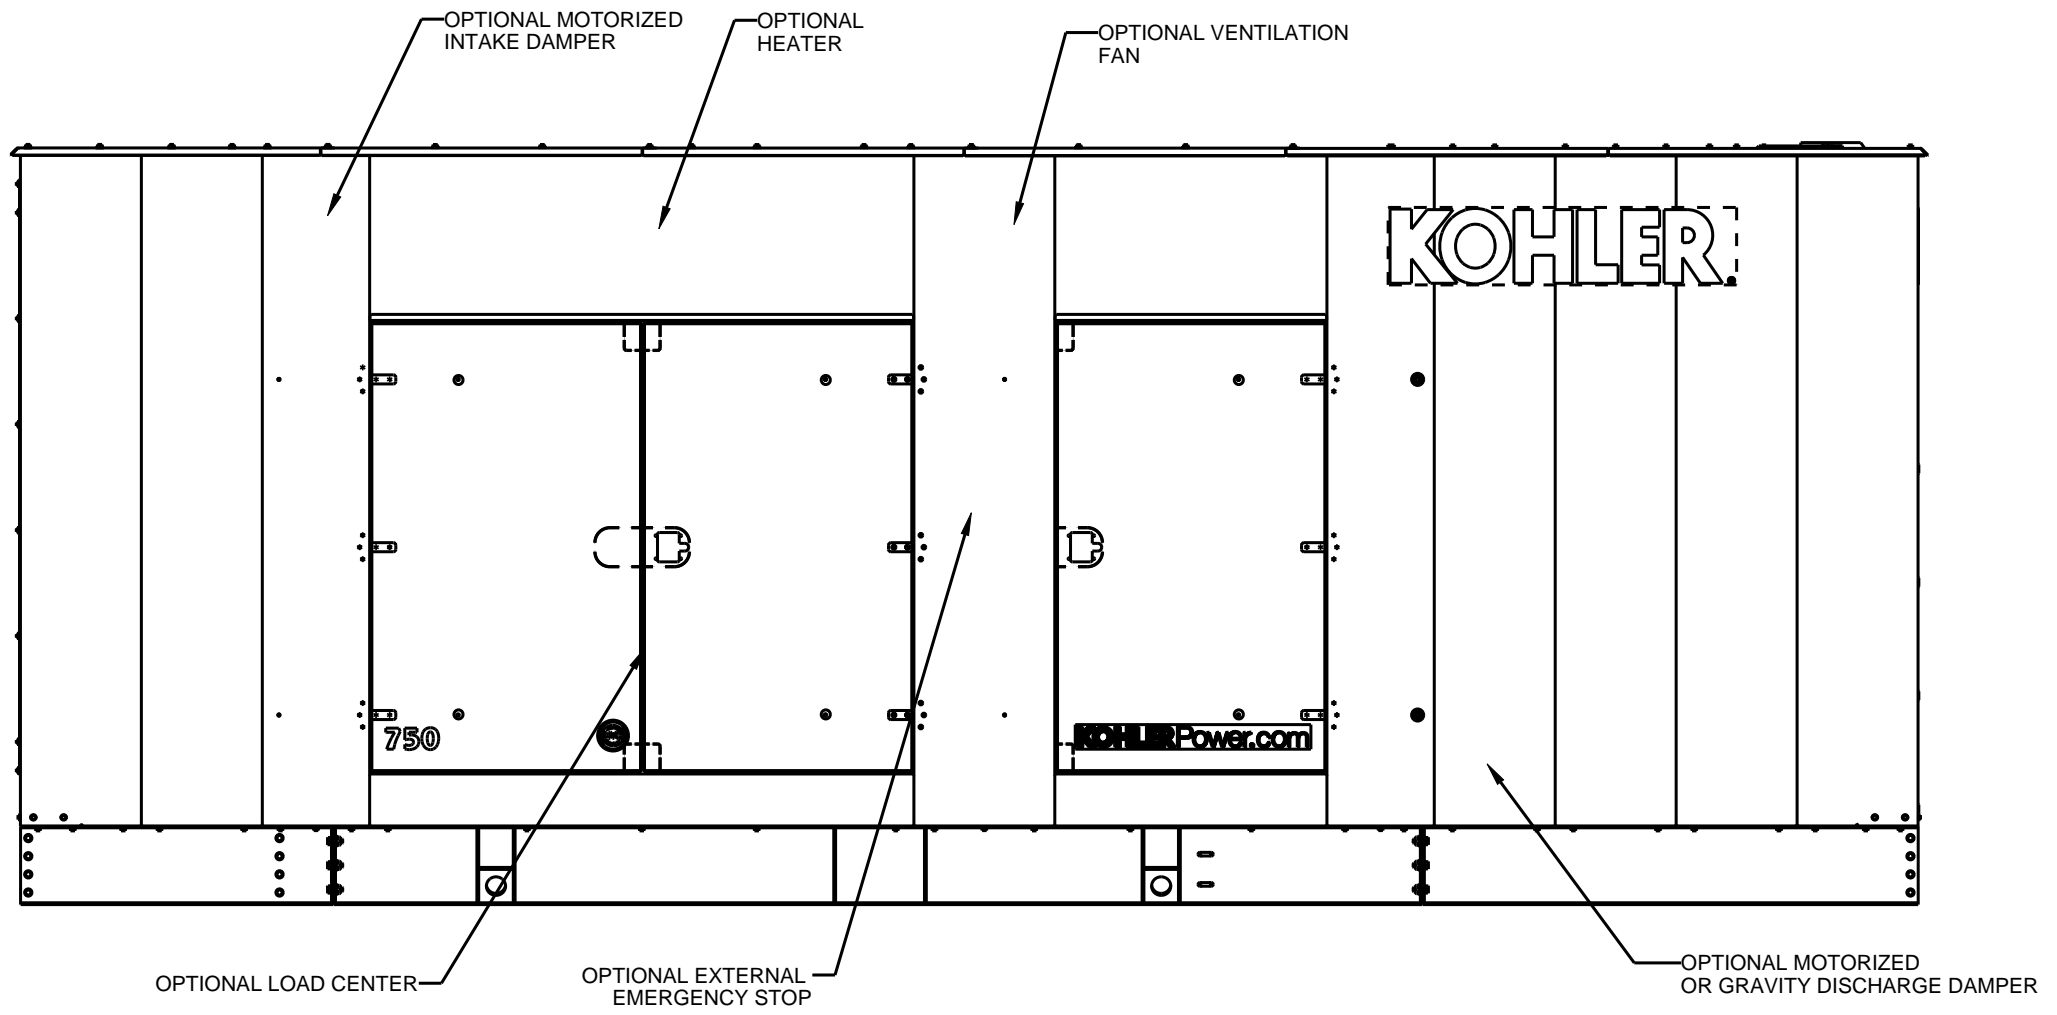 OPTIONAL MOTORIZED
INTAKE DAMPER
OPTIONAL
HEATER
OPTIONAL VENTILATION
FAN
KOHLER
750
KOHLERPower.com
OPTIONAL LOAD CENTER
OPTIONAL EXTERNAL
EMERGENCY STOP
OPTIONAL MOTORIZED
OR GRAVITY DISCHARGE DAMPER